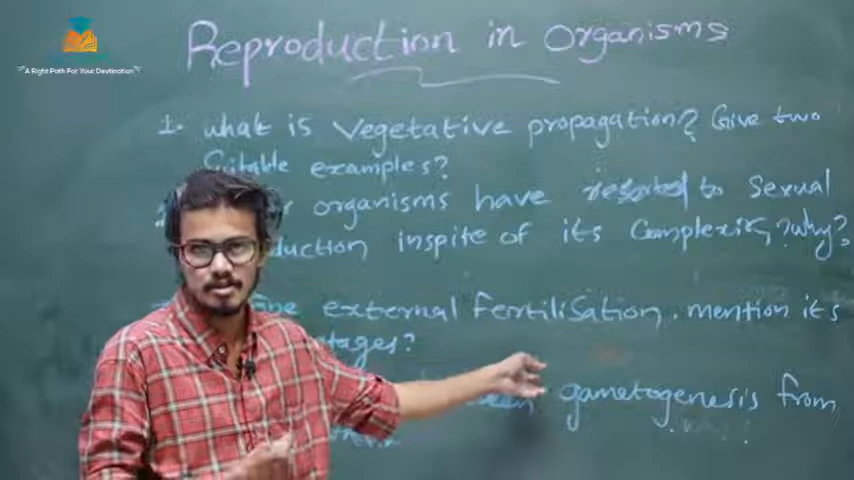 A Right Path For Your Destination
Reproduction in Organisms
1. what is vegetative propagation? Give two
Suitable examples?
organisms have resorted to Sexual
duction inspite of its Complexity? why?
external Fertilisation. mention its
tages?
gametogenesis from